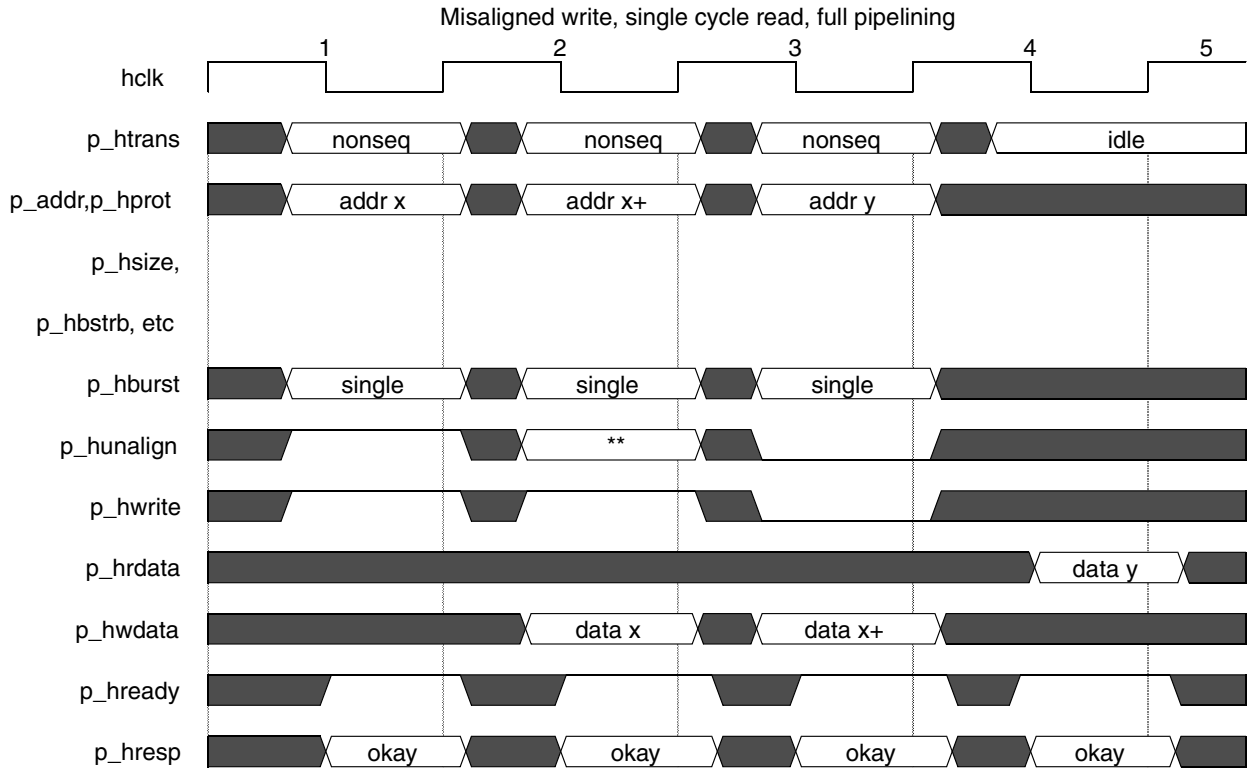 Misaligned write, single cycle read, full pipelining
1 2 3 4 5
hclk
p_htrans nonseq nonseq nonseq idle
p_addr,p_hprot addr x addr x+ addr y
p_hsize,
p_hbstrb, etc
p_hburst single single single
p_hunalign **
p_hwrite
p_hrdata data y
p_hwdata data x data x+
p_hready
p_hresp okay okay okay okay